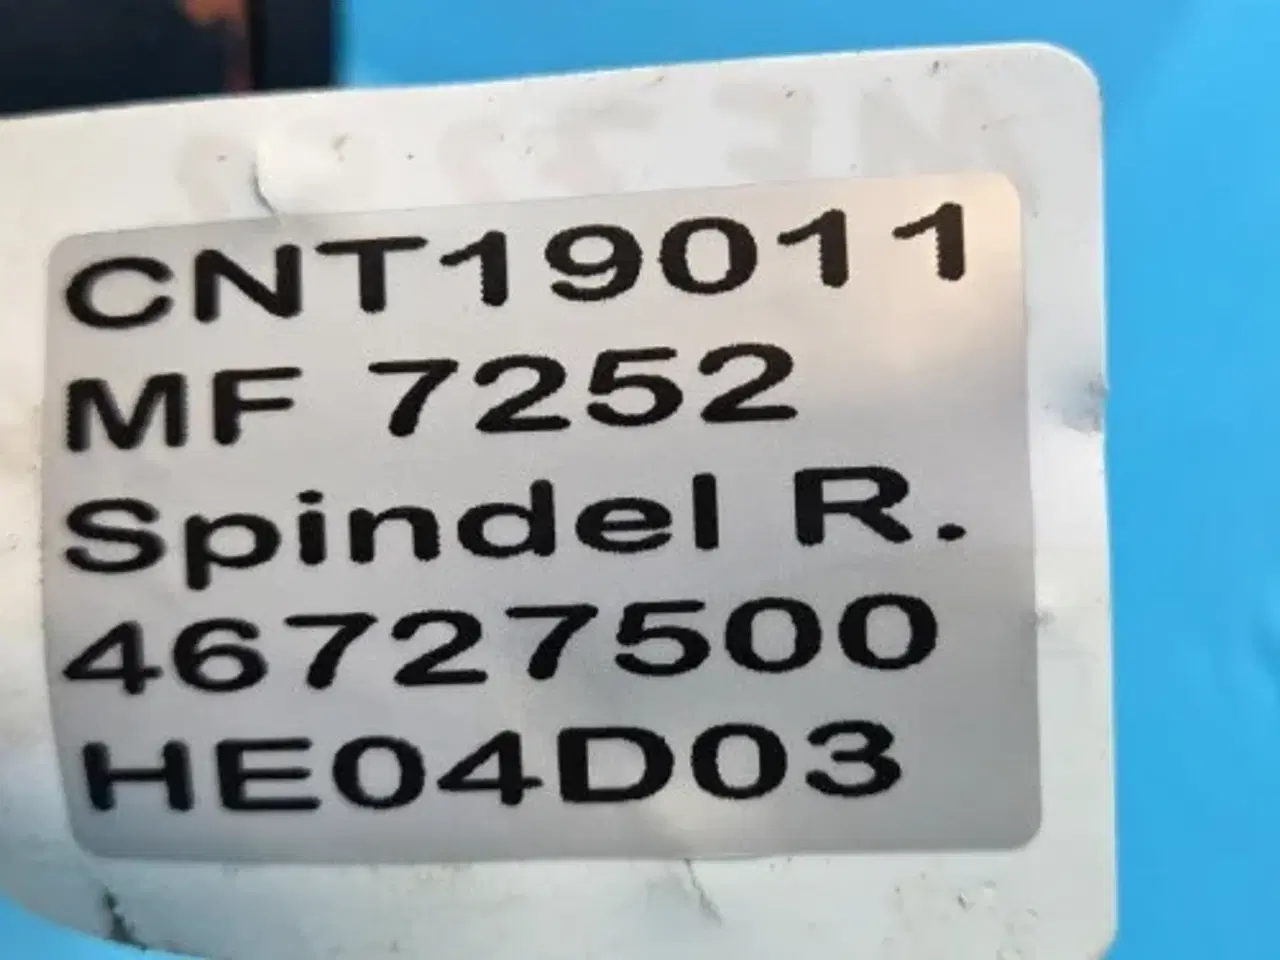 CNT19011
MF 7252
Spindel R.
46727500
HE04D03